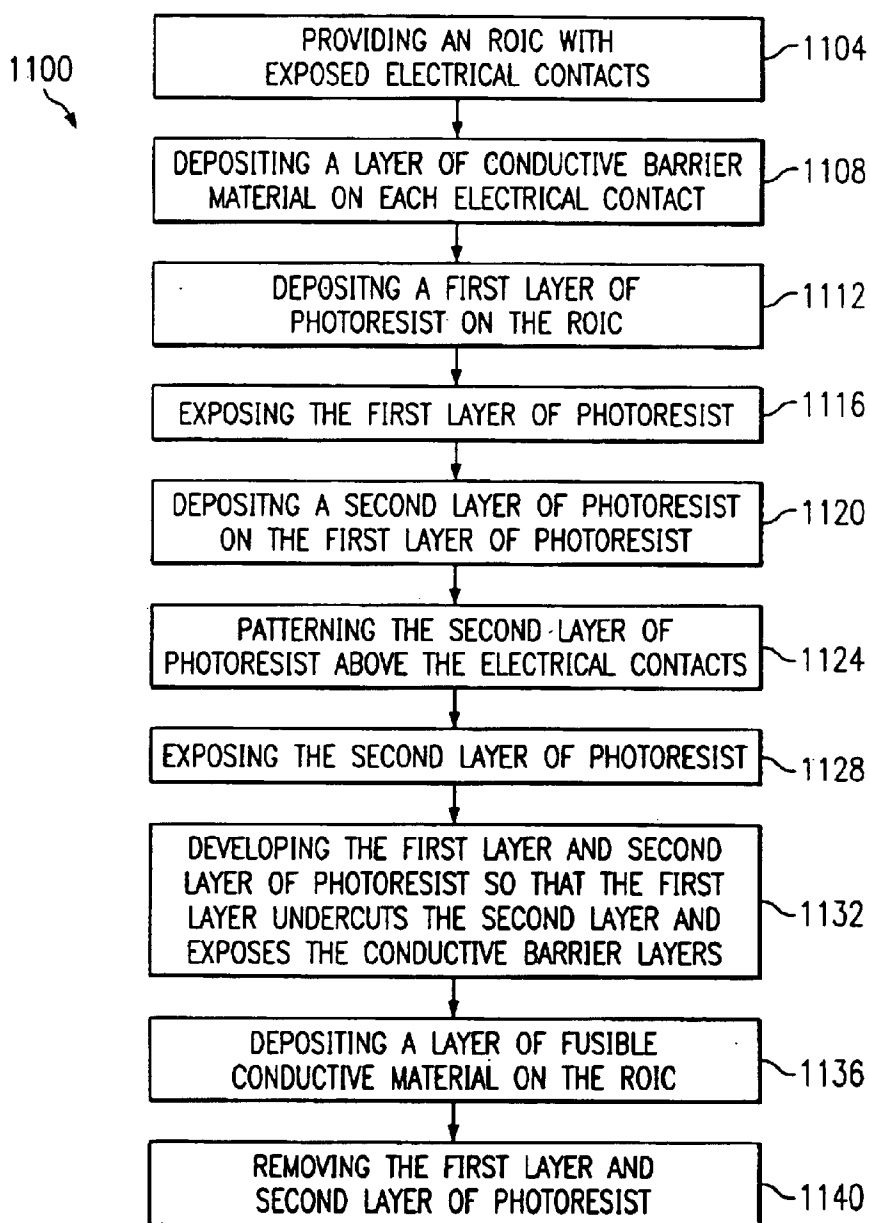 1100
PROVIDING AN ROIC WITH
EXPOSED ELECTRICAL CONTACTS
1104
DEPOSITING A LAYER OF CONDUCTIVE BARRIER
MATERIAL ON EACH ELECTRICAL CONTACT
1108
DEPOSITNG A FIRST LAYER OF
PHOTORESIST ON THE ROIC
1112
EXPOSING THE FIRST LAYER OF PHOTORESIST
1116
DEPOSITNG A SECOND LAYER OF PHOTORESIST
ON THE FIRST LAYER OF PHOTORESIST
1120
PATTERNING THE SECOND LAYER OF
PHOTORESIST ABOVE THE ELECTRICAL CONTACTS
1124
EXPOSING THE SECOND LAYER OF PHOTORESIST
1128
DEVELOPING THE FIRST LAYER AND SECOND
LAYER OF PHOTORESIST SO THAT THE FIRST
LAYER UNDERCUTS THE SECOND LAYER AND
EXPOSES THE CONDUCTIVE BARRIER LAYERS
1132
DEPOSITING A LAYER OF FUSIBLE
CONDUCTIVE MATERIAL ON THE ROIC
1136
REMOVING THE FIRST LAYER AND
SECOND LAYER OF PHOTORESIST
1140